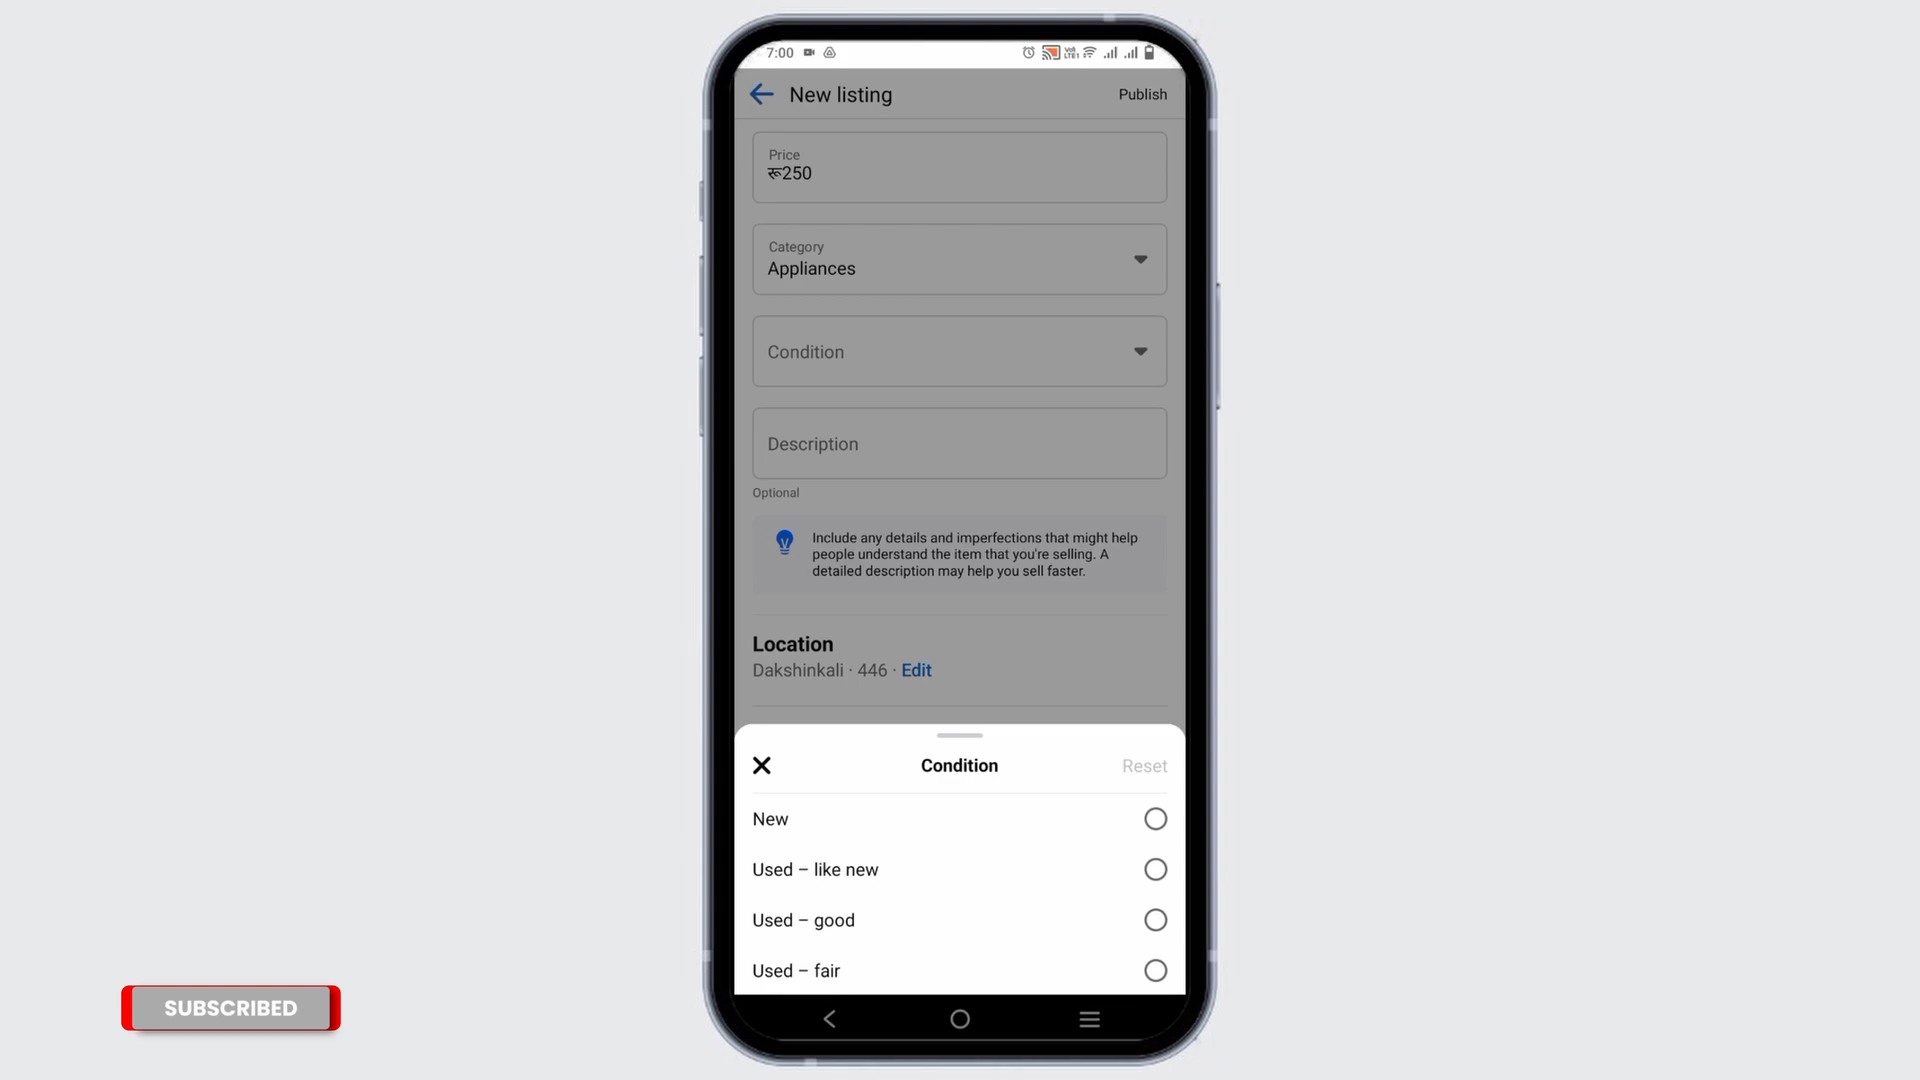 7:00
New listing
Publish
Price
रू250
Category
Appliances
Condition
Description
Optional
Include any details and imperfections that might help
people understand the item that you're selling. A
detailed description may help you sell faster.
Location
Dakshinkali · 446 · Edit
Condition
Reset
New
Used – like new
Used – good
Used – fair
SUBSCRIBED